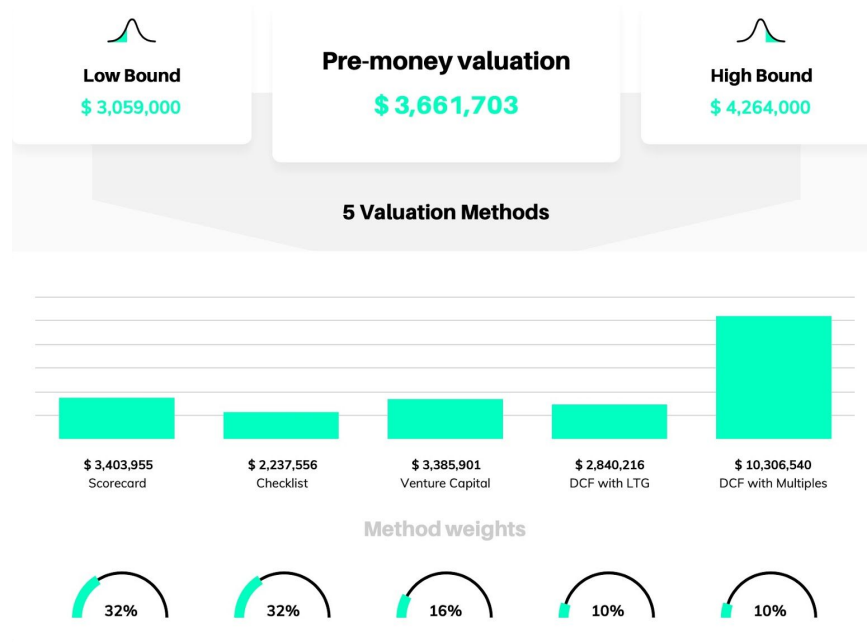 Low Bound
$ 3,059,000
Pre-money valuation
$ 3,661,703
High Bound
$ 4,264,000
5 Valuation Methods
$ 3,403,955
Scorecard
$ 2,237,556
Checklist
$ 3,385,901
Venture Capital
$ 2,840,216
DCF with LTG
$ 10,306,540
DCF with Multiples
Method weights
32%
32%
16%
10%
10%